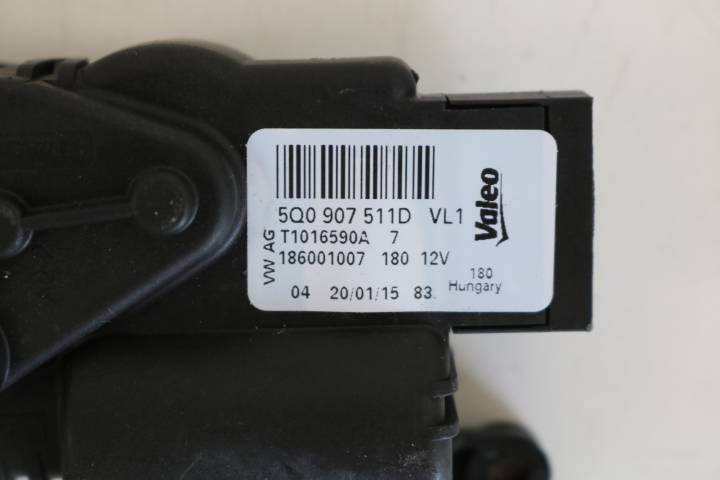 5Q0 907 511D VL1
VW AG
T1016590A 7
186001007 180 12V
04 20/01/15 83
Valeo
180
Hungary